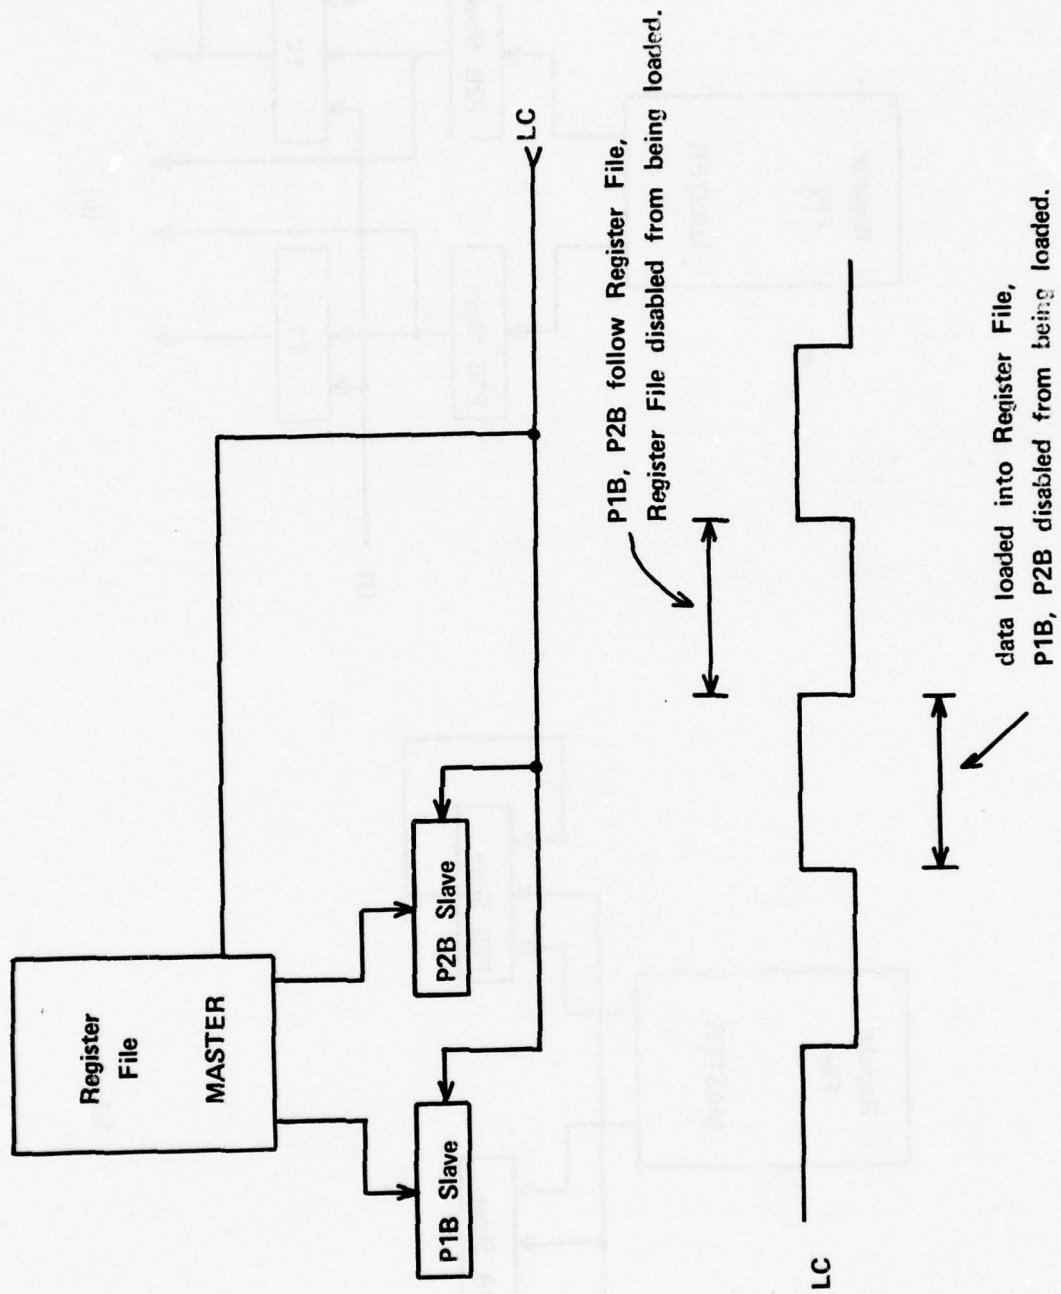 Register
File
MASTER
P1B Slave
P2B Slave
LC
P1B, P2B follow Register File,
Register File disabled from being loaded.
LC
data loaded into Register File,
P1B, P2B disabled from being loaded.